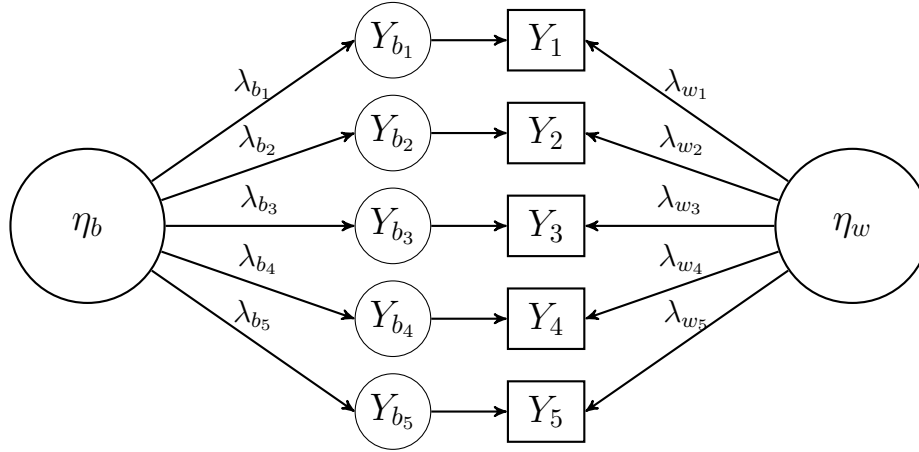 Y_{b_1} Y_1
λ_{b_1} λ_{w_1}
Y_{b_2} Y_2
λ_{b_2} λ_{w_2}
η_b λ_{b_3} Y_{b_3} Y_3 λ_{w_3} η_w
λ_{b_4} λ_{w_4}
Y_{b_4} Y_4
λ_{b_5} λ_{w_5}
Y_{b_5} Y_5